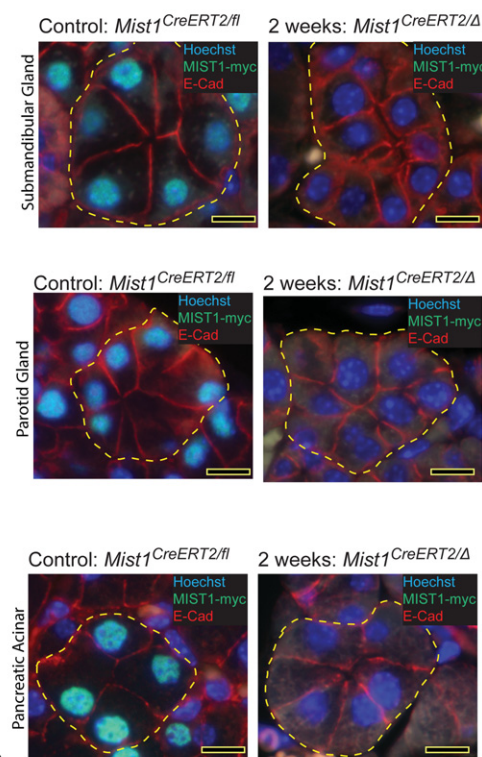 Control: Mist1CreERT2/fl
2 weeks: Mist1CreERT2/Δ
Submandibular Gland
Hoechst
MIST1-myc
E-Cad
Hoechst
MIST1-myc
E-Cad
Control: Mist1CreERT2/fl
2 weeks: Mist1CreERT2/Δ
Parotid Gland
Hoechst
MIST1-myc
E-Cad
Hoechst
MIST1-myc
E-Cad
Control: Mist1CreERT2/fl
2 weeks: Mist1CreERT2/Δ
Pancreatic Acinar
Hoechst
MIST1-myc
E-Cad
Hoechst
MIST1-myc
E-Cad